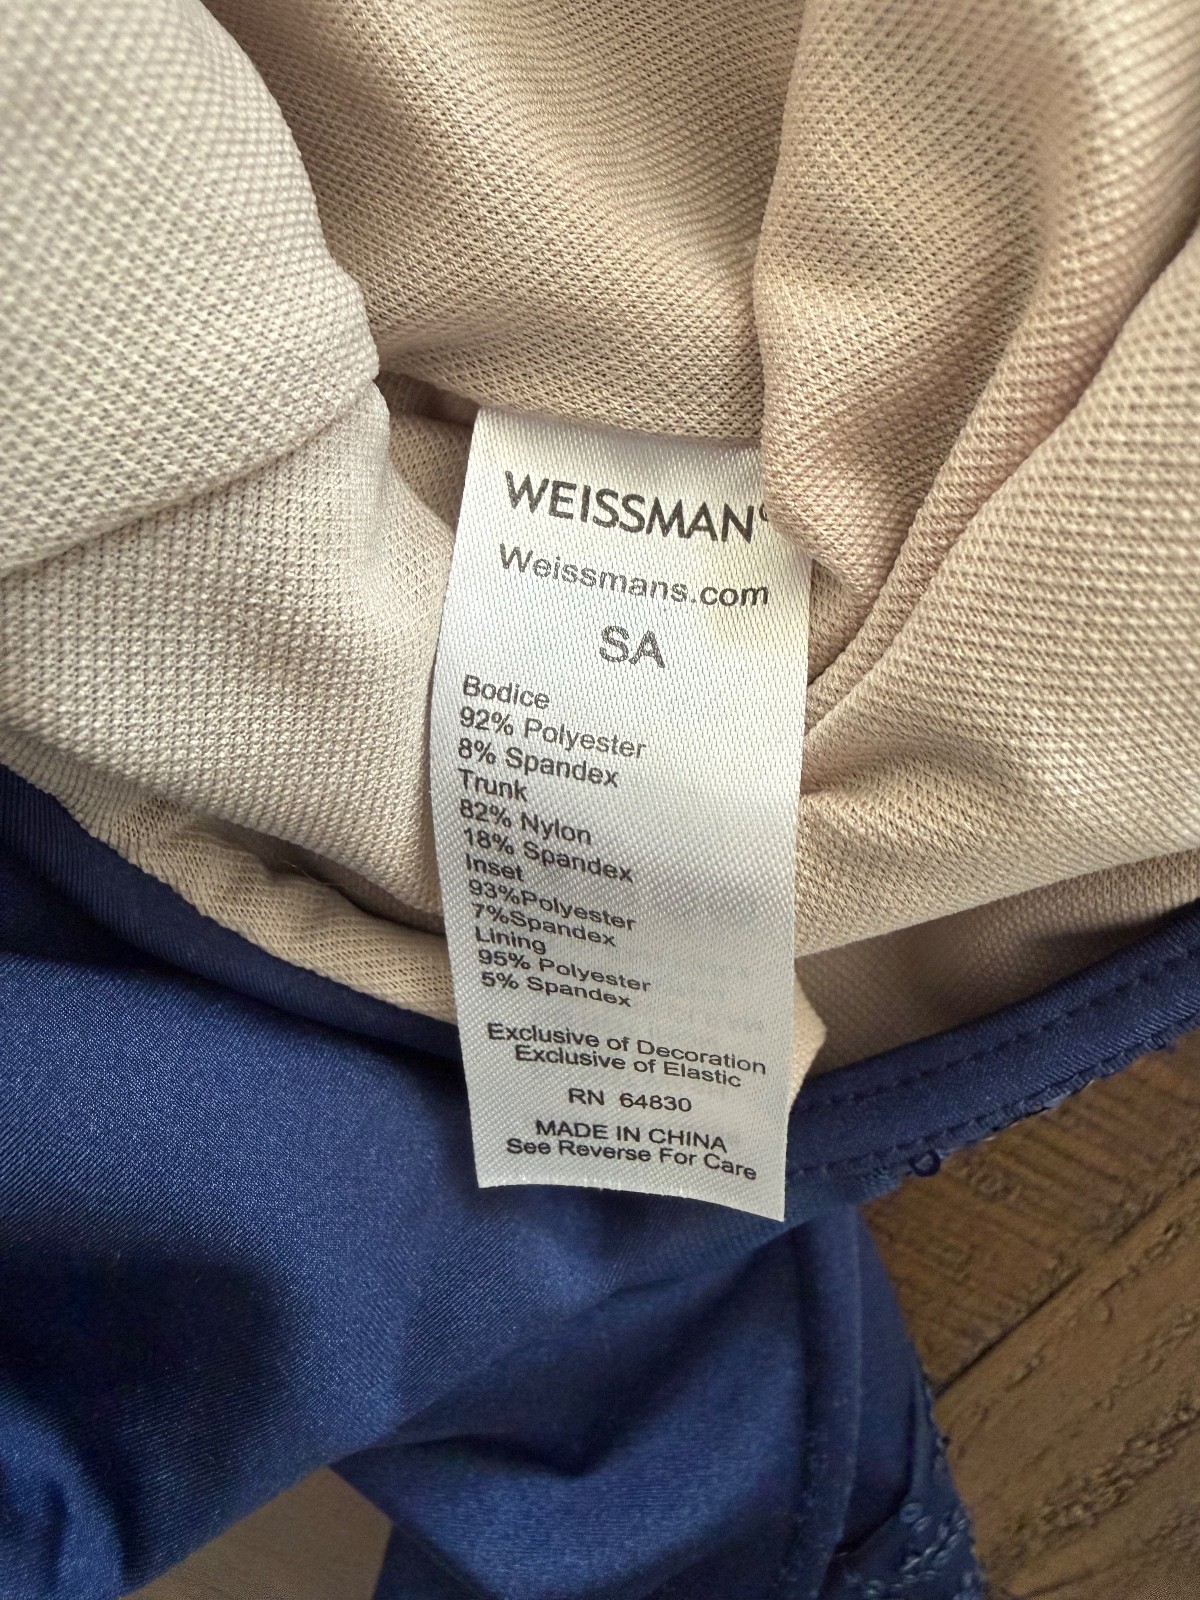 WEISSMAN
Weissmans.com
SA
Bodice
92% Polyester
8% Spandex
Trunk
82% Nylon
18% Spandex
Inset
93%Polyester
7%Spandex
Lining
95% Polyester
5% Spandex
Exclusive of Decoration
Exclusive of Elastic
RN 64830
MADE IN CHINA
See Reverse For Care